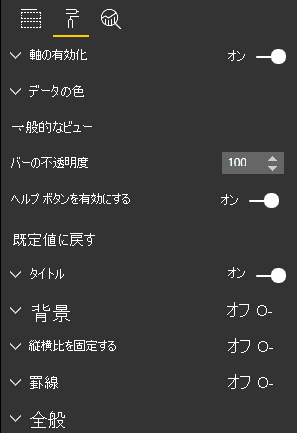 軸の有効化 オン
データの色
一般的なビュー
バーの不透明度 100
ヘルプ ボタンを有効にする オン
既定値に戻す
タイトル オン
背景 オフ O-
縦横比を固定する オフ O-
罫線 オフ O-
全般